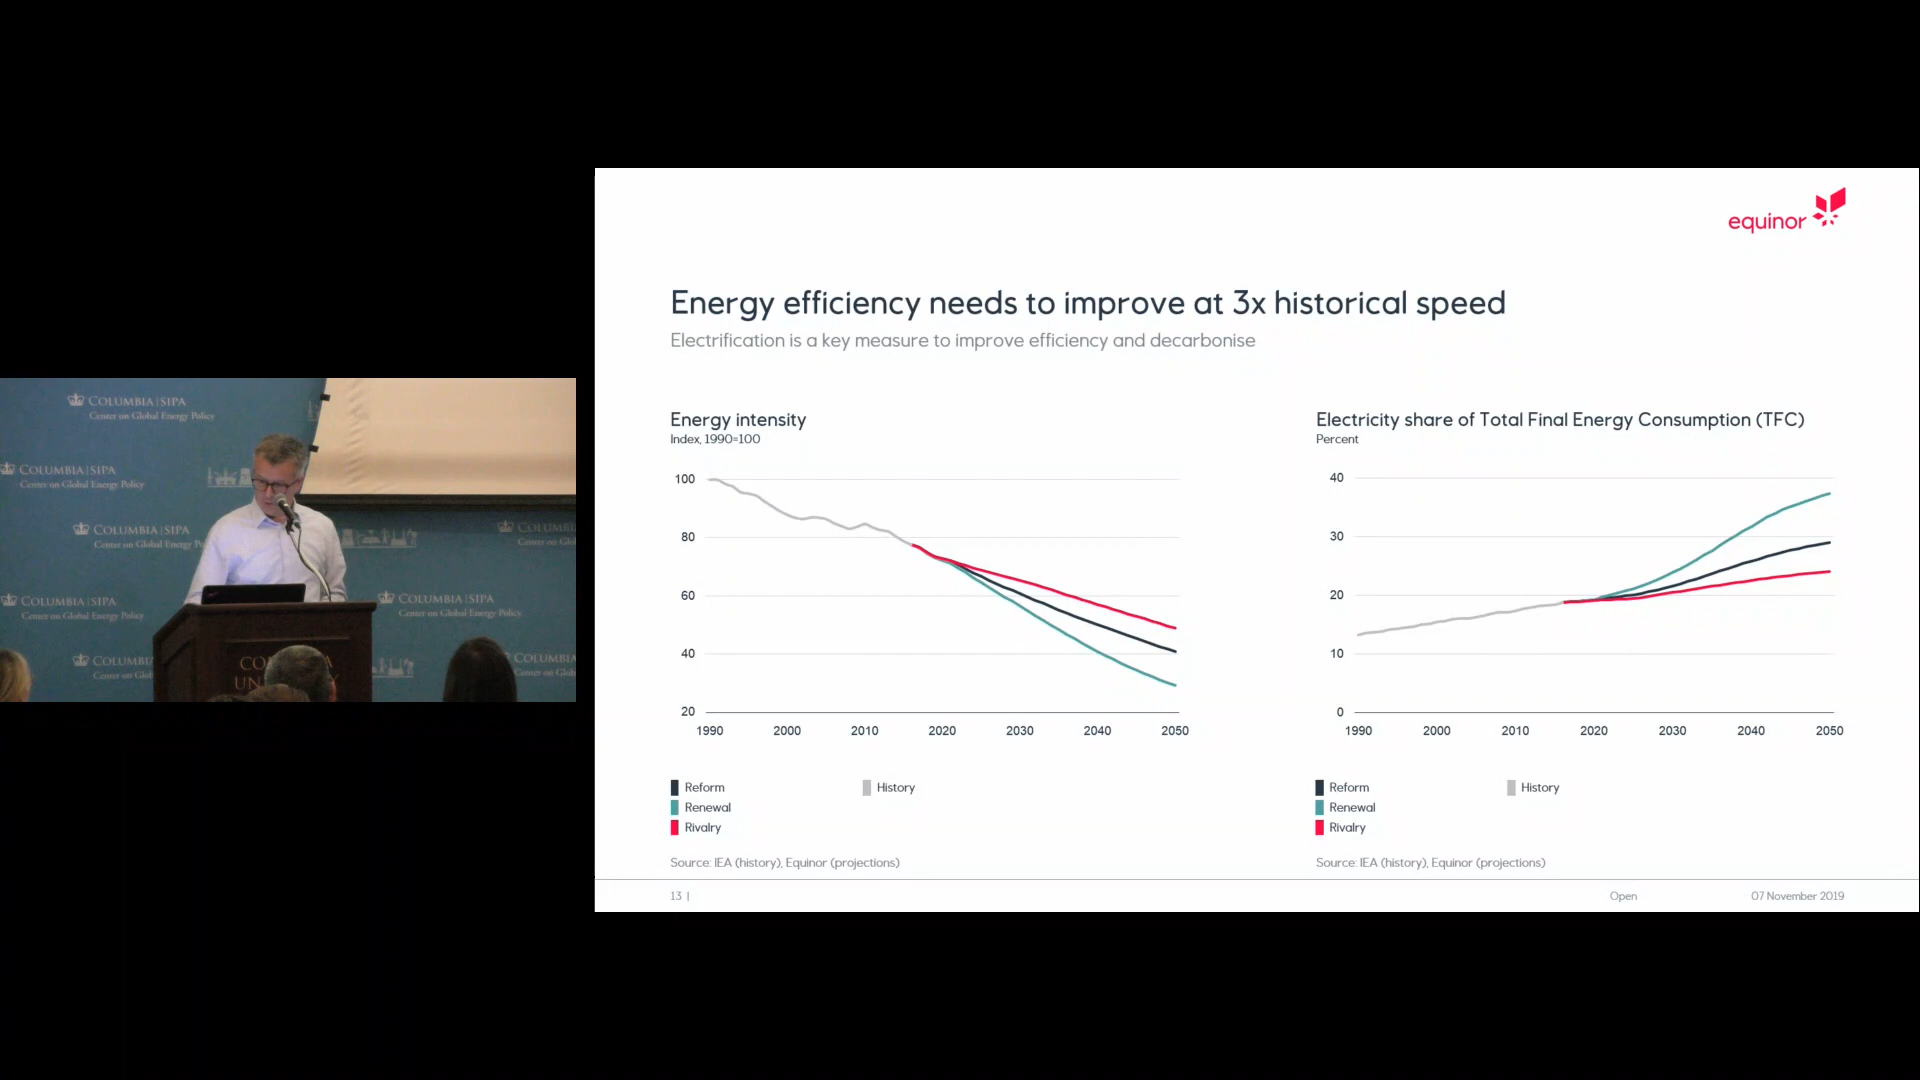 COLUMBIA|SIPA
Center on Global Energy Policy
COLUMBIA|SIPA
Center on Global Energy Policy
COLUMBIA|SIPA
Center on Global Energy
COLUMBIA|SIPA
Center on Global Energy Policy
COLUMBIA|SIPA
Center on Global Energy Policy
equinor
Energy efficiency needs to improve at 3x historical speed
Electrification is a key measure to improve efficiency and decarbonise
Energy intensity
Index, 1990=100
100
80
60
40
20
1990 2000 2010 2020 2030 2040 2050
Reform
History
Renewal
Rivalry
Source: IEA (history), Equinor (projections)
Electricity share of Total Final Energy Consumption (TFC)
Percent
40
30
20
10
0
1990 2000 2010 2020 2030 2040 2050
Reform
History
Renewal
Rivalry
Source: IEA (history), Equinor (projections)
13 |
Open
07 November 2019